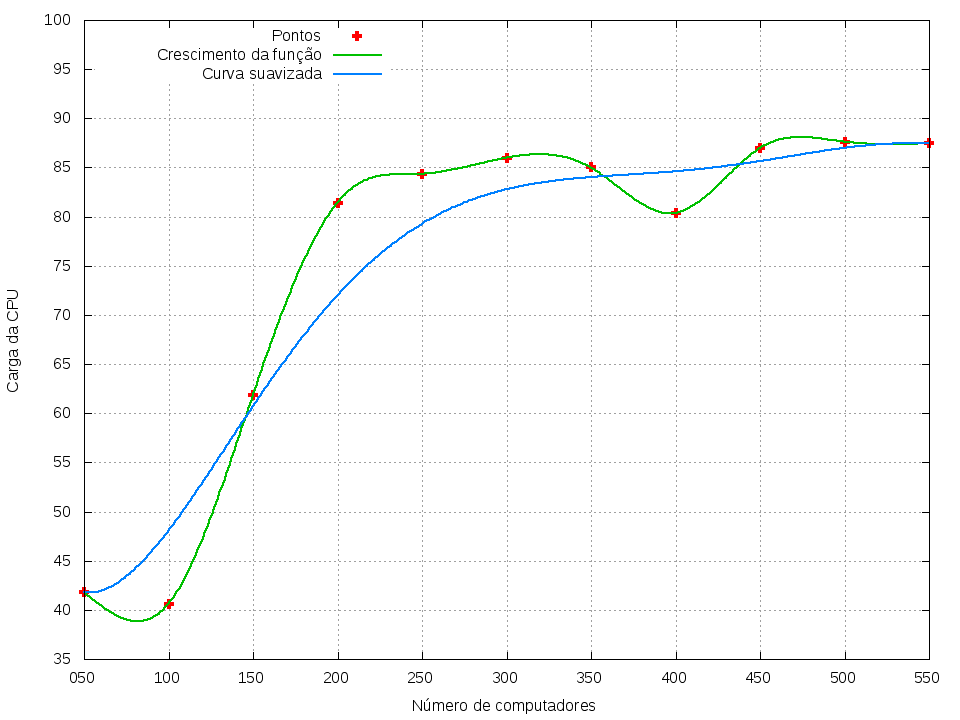 100
95
90
85
80
75
70
65
60
55
50
45
40
35
Pontos
Crescimento da função
Curva suavizada
Carga da CPU
050 100 150 200 250 300 350 400 450 500 550
Número de computadores